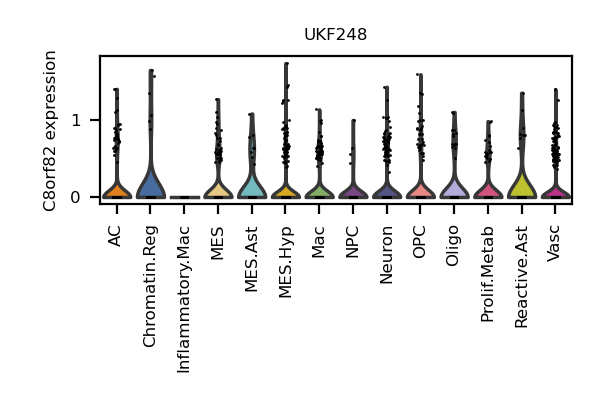 UKF248
C8orf82 expression
1
0
AC
Chromatin.Reg
Inflammatory.Mac
MES
MES.Ast
MES.Hyp
Mac
NPC
Neuron
OPC
Oligo
Prolif.Metab
Reactive.Ast
Vasc